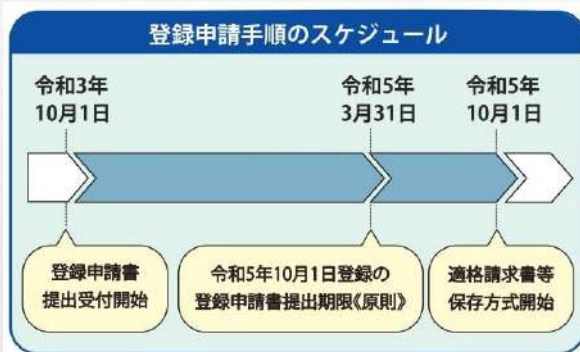 登録申請手順のスケジュール
令和3年
10月1日
令和5年
3月31日
令和5年
10月1日
登録申請書
提出受付開始
令和5年10月1日登録の
登録申請書提出期限《原則》
適格請求書等
保存方式開始